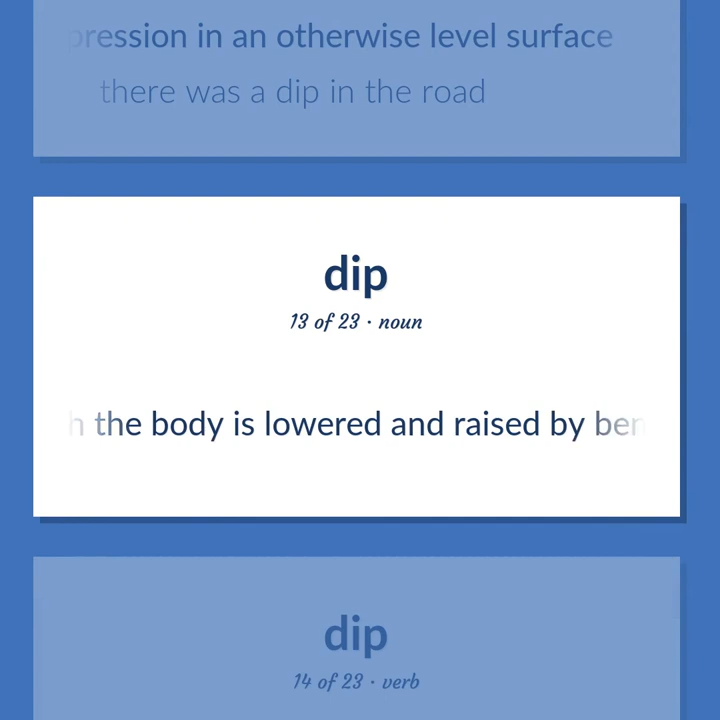 pression in an otherwise level surface
there was a dip in the road
dip
13 of 23 · noun
h the body is lowered and raised by ben
dip
14 of 23 · verb